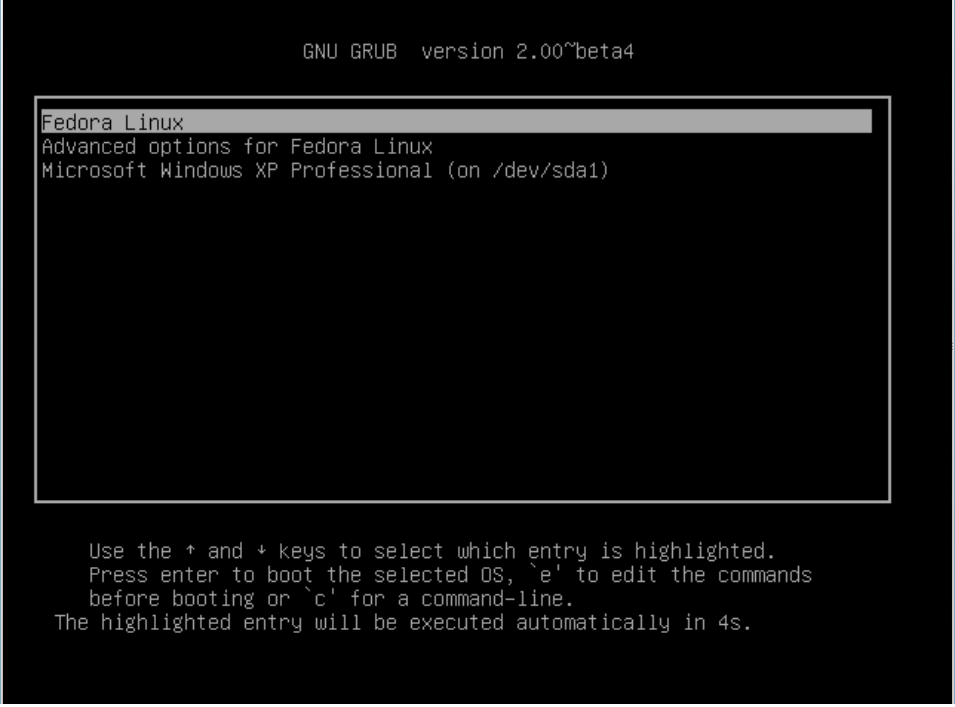 GNU GRUB  version 2.00~beta4
Fedora Linux
Advanced options for Fedora Linux
Microsoft Windows XP Professional (on /dev/sda1)
Use the ↑ and ↓ keys to select which entry is highlighted.
Press enter to boot the selected OS, `e' to edit the commands
before booting or `c' for a command-line.
The highlighted entry will be executed automatically in 4s.